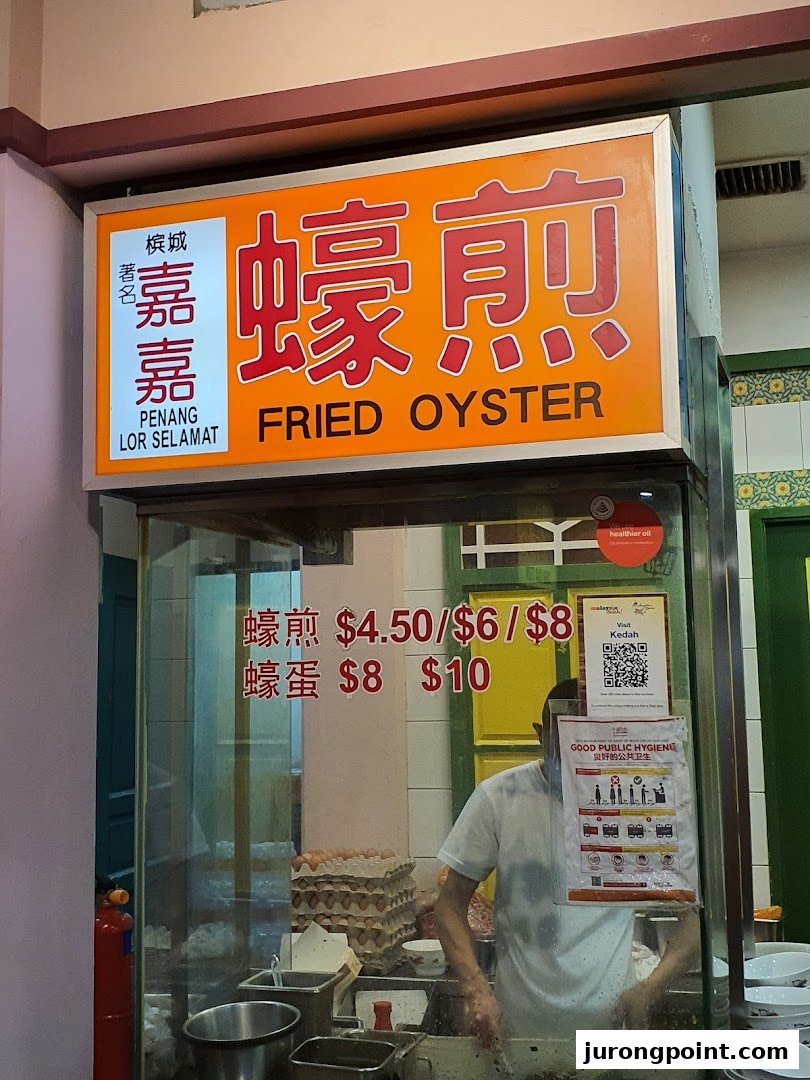 槟城
著名
嘉嘉
PENANG
LOR SELAMAT
蠔煎
FRIED OYSTER
healthier oil
蠔煎 $4.50/$6/$8
蠔蛋 $8 $10
malaysia
Visit
Kedah
GOOD PUBLIC HYGIENE
良好的公共卫生
jurongpoint.com